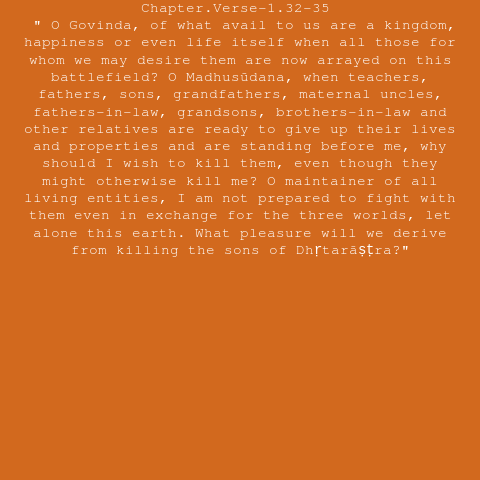 Chapter.Verse-1.32-35
" O Govinda, of what avail to us are a kingdom,
happiness or even life itself when all those for
whom we may desire them are now arrayed on this
battlefield? O Madhusūdana, when teachers,
fathers, sons, grandfathers, maternal uncles,
fathers-in-law, grandsons, brothers-in-law and
other relatives are ready to give up their lives
and properties and are standing before me, why
should I wish to kill them, even though they
might otherwise kill me? O maintainer of all
living entities, I am not prepared to fight with
them even in exchange for the three worlds, let
alone this earth. What pleasure will we derive
from killing the sons of Dhṛtarāṣṭra?"